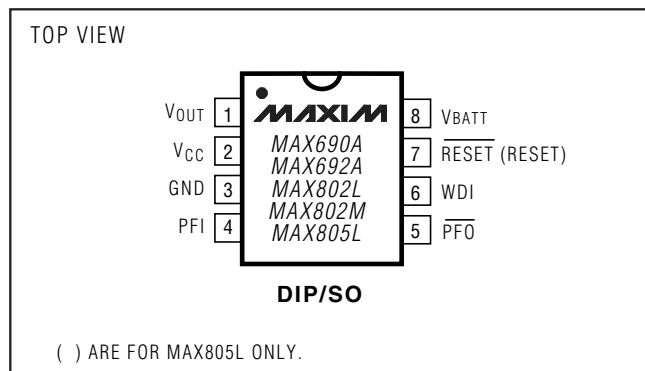 TOP VIEW
MAXIM
MAX690A
MAX692A
MAX802L
MAX802M
MAX805L
VOUT 1
VCC 2
GND 3
PFI 4
8 VBATT
7 RESET (RESET)
6 WDI
5 PFO
DIP/SO
( ) ARE FOR MAX805L ONLY.